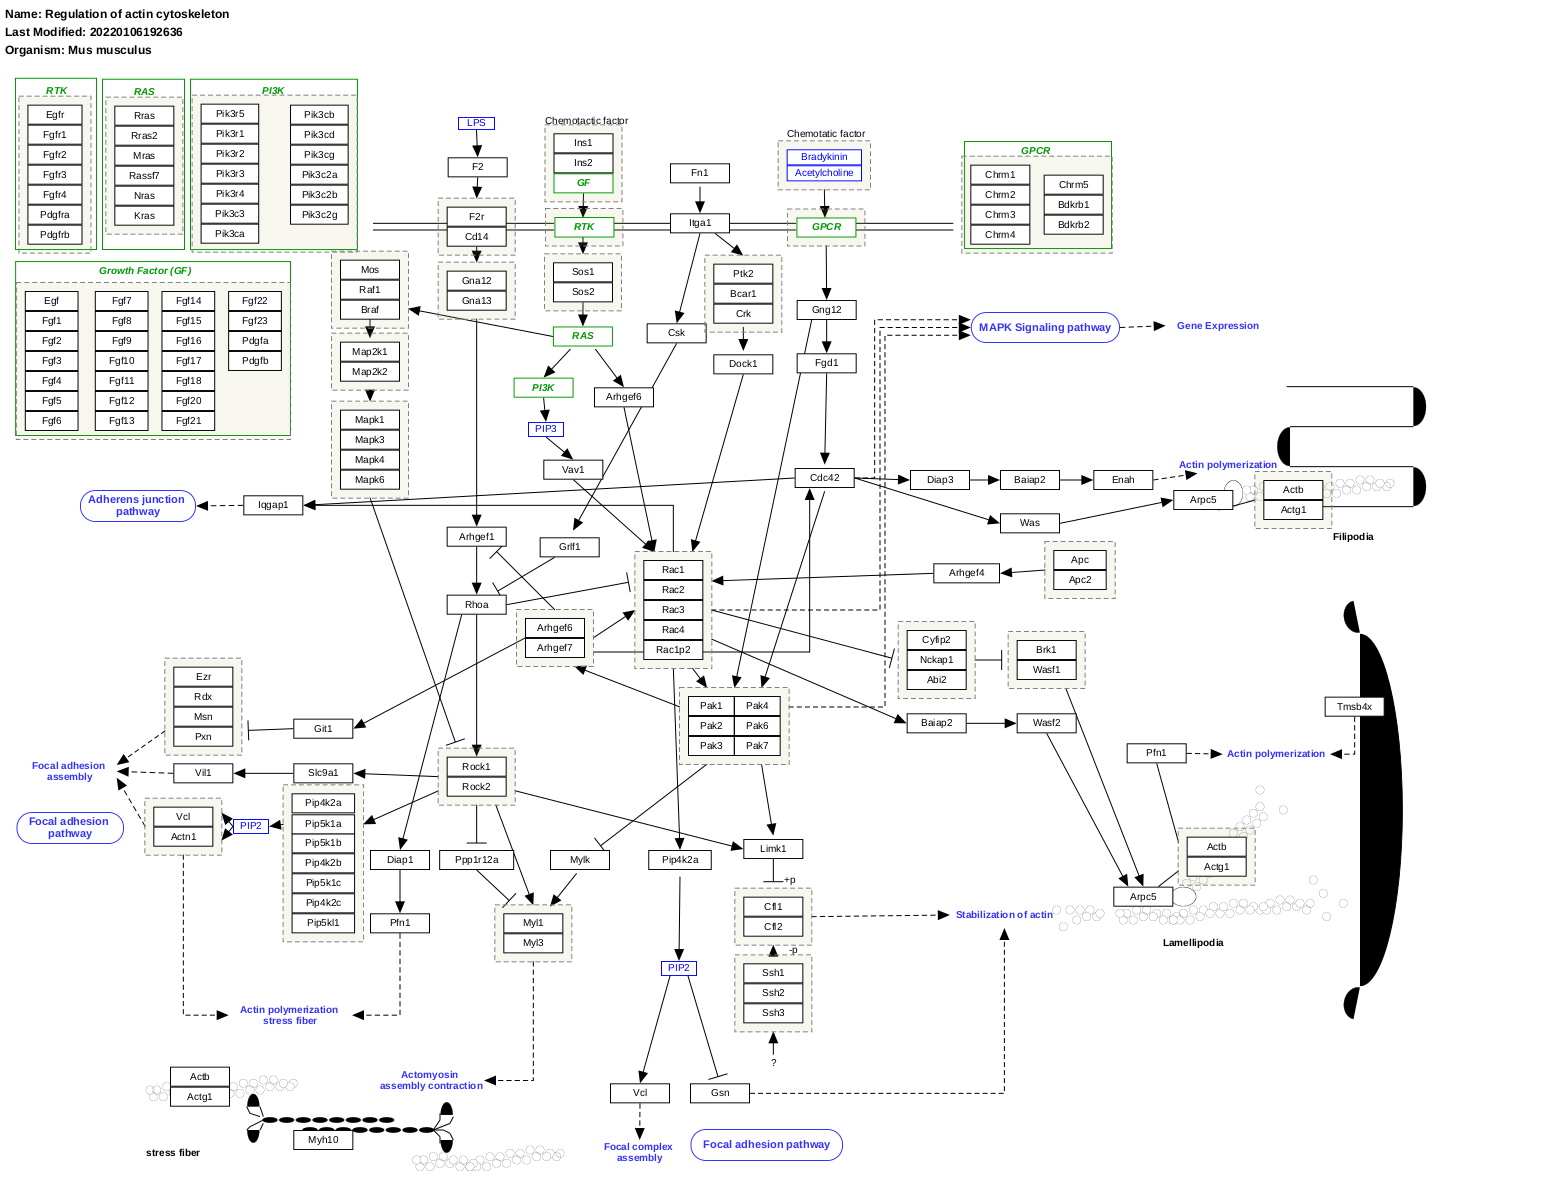 Name: Regulation of actin cytoskeleton
Last Modified: 20220106192636
Organism: Mus musculus
RTK
Egfr
Fgfr1
Fgfr2
Fgfr3
Fgfr4
Pdgfra
Pdgfrb
RAS
Rras
Rras2
Mras
Rassf7
Nras
Kras
PI3K
Pik3r5
Pik3r1
Pik3r2
Pik3r3
Pik3r4
Pik3c3
Pik3ca
Pik3cb
Pik3cd
Pik3cg
Pik3c2a
Pik3c2b
Pik3c2g
Growth Factor (GF)
Egf
Fgf1
Fgf2
Fgf3
Fgf4
Fgf5
Fgf6
Fgf7
Fgf8
Fgf9
Fgf10
Fgf11
Fgf12
Fgf13
Fgf14
Fgf15
Fgf16
Fgf17
Fgf18
Fgf20
Fgf21
Fgf22
Fgf23
Pdgfa
Pdgfb
LPS
F2
F2r
Cd14
Gna12
Gna13
Chemotactic factor
Ins1
Ins2
GF
RTK
Sos1
Sos2
RAS
PI3K
PIP3
Vav1
Arhgef6
Fn1
Itga1
Csk
Ptk2
Bcar1
Crk
Dock1
Chemotatic factor
Bradykinin
Acetylcholine
GPCR
Gng12
Fgd1
Cdc42
GPCR
Chrm1
Chrm2
Chrm3
Chrm4
Chrm5
Bdkrb1
Bdkrb2
Mos
Raf1
Braf
Map2k1
Map2k2
Mapk1
Mapk3
Mapk4
Mapk6
MAPK Signaling pathway
Gene Expression
Adherens junction
pathway
Iqgap1
Arhgef1
Grlf1
Rhoa
Arhgef6
Arhgef7
Rac1
Rac2
Rac3
Rac4
Rac1p2
Diap3
Baiap2
Enah
Actin polymerization
Was
Arpc5
Actb
Actg1
Filipodia
Arhgef4
Apc
Apc2
Cyfip2
Nckap1
Abi2
Brk1
Wasf1
Baiap2
Wasf2
Pak1
Pak2
Pak3
Pak4
Pak6
Pak7
Ezr
Rdx
Msn
Pxn
Git1
Focal adhesion
assembly
Vil1
Slc9a1
Rock1
Rock2
Focal adhesion
pathway
Vcl
Actn1
PIP2
Pip4k2a
Pip5k1a
Pip5k1b
Pip4k2b
Pip5k1c
Pip4k2c
Pip5kl1
Diap1
Pfn1
Ppp1r12a
Mylk
Myl1
Myl3
Pip4k2a
Limk1
+p
Cfl1
Cfl2
-p
Ssh1
Ssh2
Ssh3
?
PIP2
Vcl
Gsn
Tmsb4x
Pfn1
Actin polymerization
Actb
Actg1
Arpc5
Stabilization of actin
Lamellipodia
Actin polymerization
stress fiber
Actomyosin
assembly contraction
Focal complex
assembly
Focal adhesion pathway
Actb
Actg1
Myh10
stress fiber